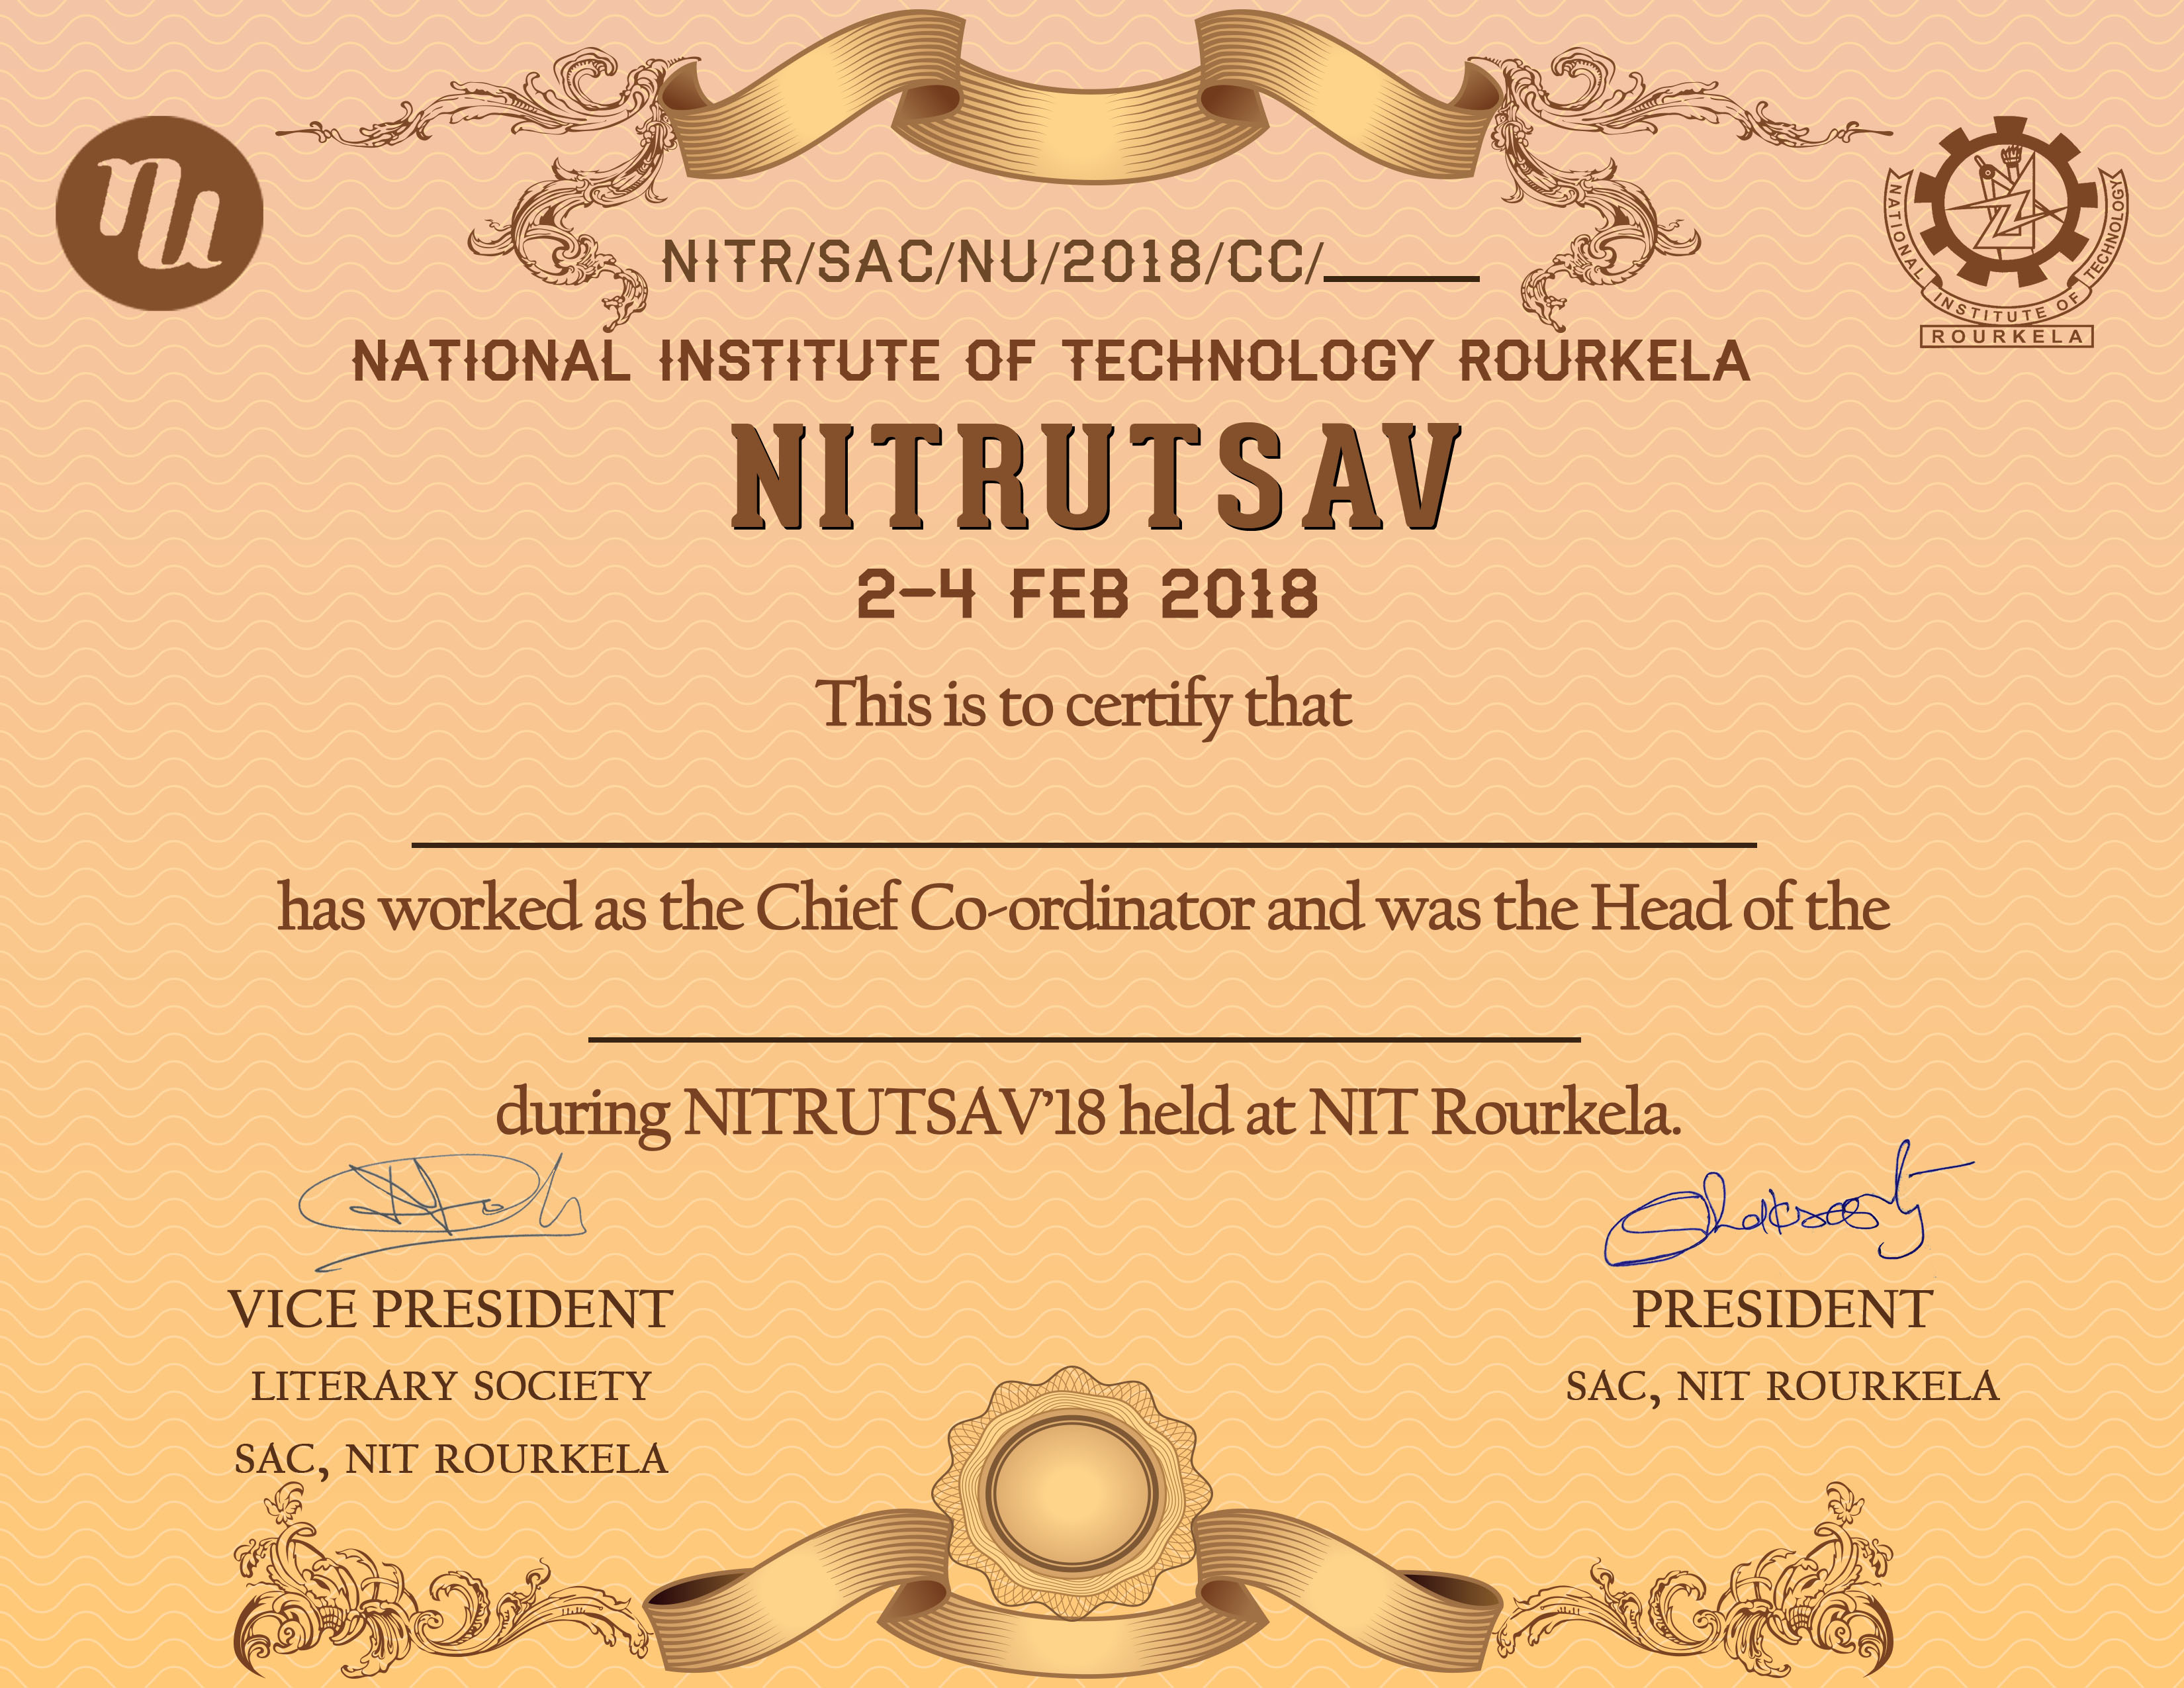 nu
NITR/SAC/NU/2018/CC/
NATIONAL INSTITUTE OF TECHNOLOGY
ROURKELA
NATIONAL INSTITUTE OF TECHNOLOGY ROURKELA
NITRUTSAV
2-4 FEB 2018
This is to certify that
has worked as the Chief Co-ordinator and was the Head of the
during NITRUTSAV’18 held at NIT Rourkela.
VICE PRESIDENT
LITERARY SOCIETY
SAC, NIT ROURKELA
PRESIDENT
SAC, NIT ROURKELA